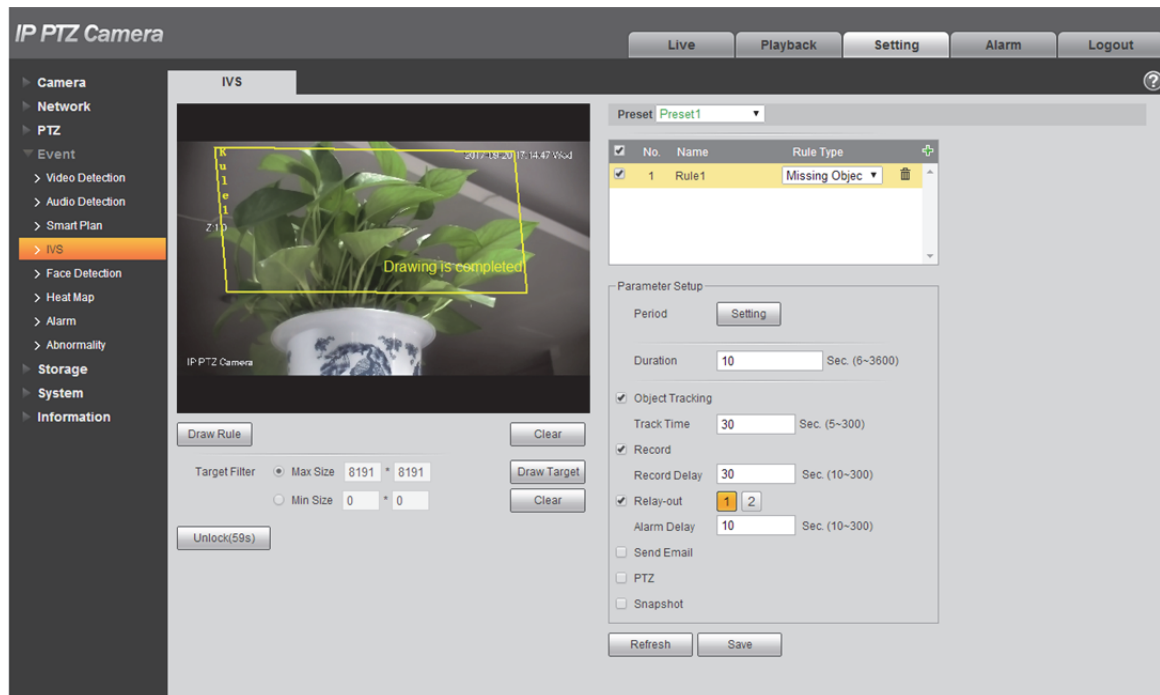 IP PTZ Camera
Live Playback Setting Alarm Logout
Camera
Network
PTZ
Event
Video Detection
Audio Detection
Smart Plan
IVS
Face Detection
Heat Map
Alarm
Abnormality
Storage
System
Information
IVS
?
Rule1
17:14:47 Wed
Drawing is completed
IP PTZ Camera
Draw Rule Clear
Target Filter Max Size 8191 * 8191 Draw Target
Min Size 0 * 0 Clear
Unlock(59s)
Preset Preset1
No. Name Rule Type
1 Rule1 Missing Objec
Parameter Setup
Period Setting
Duration 10 Sec. (6~3600)
Object Tracking
Track Time 30 Sec. (5~300)
Record
Record Delay 30 Sec. (10~300)
Relay-out 1 2
Alarm Delay 10 Sec. (10~300)
Send Email
PTZ
Snapshot
Refresh Save